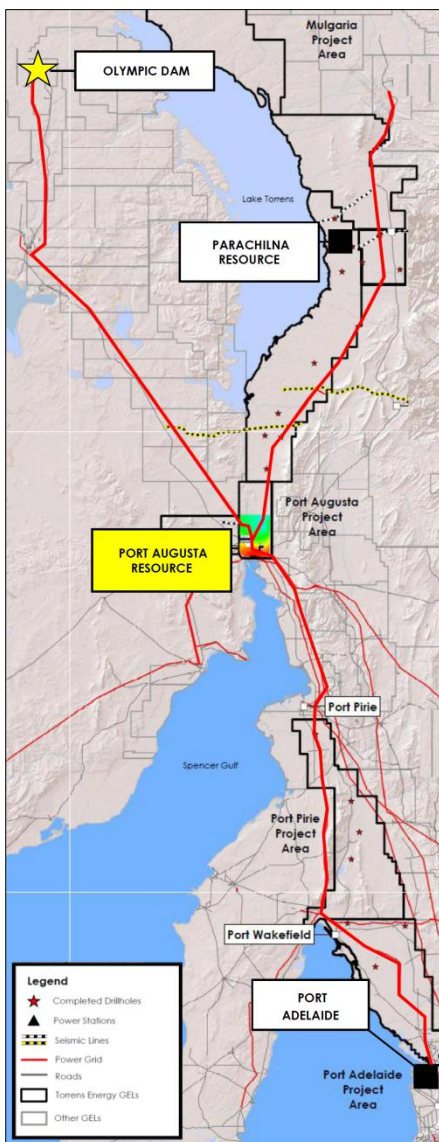 Mulgaria
Project
Area
OLYMPIC DAM
Lake Torrens
PARACHILNA
RESOURCE
Port Augusta
Project
Area
PORT AUGUSTA
RESOURCE
Port Pirie
Spencer Gulf
Port Pirie
Project
Area
Port Wakefield
PORT
ADELAIDE
Port Adelaide
Project
Area
Legend
Completed Drillholes
Power Stations
Seismic Lines
Power Grid
Roads
Torrens Energy GELs
Other GELs